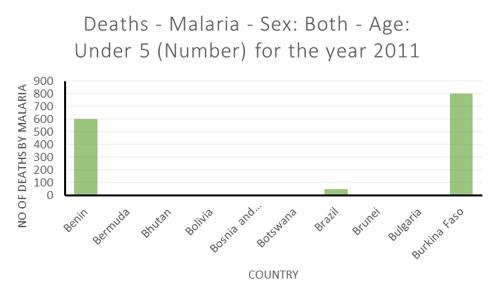 Deaths - Malaria - Sex: Both - Age:
Under 5 (Number) for the year 2011
NO OF DEATHS BY MALARIA
900
800
700
600
500
400
300
200
100
0
Benin
Bermuda
Bhutan
Bolivia
Bosnia and...
Botswana
Brazil
Brunei
Bulgaria
Burkina Faso
COUNTRY